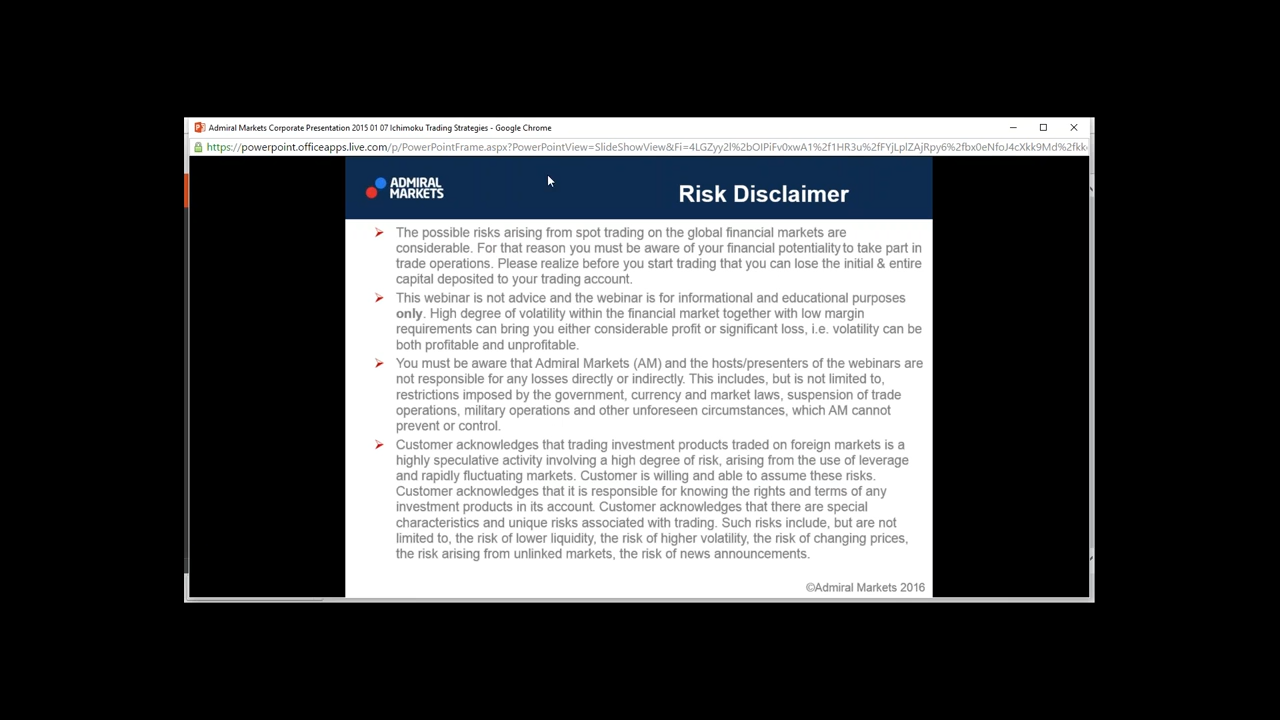 Admiral Markets Corporate Presentation 2015 01 07 Ichimoku Trading Strategies - Google Chrome
https://powerpoint.officeapps.live.com/p/PowerPointFrame.aspx?PowerPointView=SlideShowView&Fi=
ADMIRAL
MARKETS
Risk Disclaimer
The possible risks arising from spot trading on the global financial markets are
considerable. For that reason you must be aware of your financial potentiality to take part in
trade operations. Please realize before you start trading that you can lose the initial & entire
capital deposited to your trading account.
This webinar is not advice and the webinar is for informational and educational purposes
only. High degree of volatility within the financial market together with low margin
requirements can bring you either considerable profit or significant loss, i.e. volatility can be
both profitable and unprofitable.
You must be aware that Admiral Markets (AM) and the hosts/presenters of the webinars are
not responsible for any losses directly or indirectly. This includes, but is not limited to,
restrictions imposed by the government, currency and market laws, suspension of trade
operations, military operations and other unforeseen circumstances, which AM cannot
prevent or control.
Customer acknowledges that trading investment products traded on foreign markets is a
highly speculative activity involving a high degree of risk, arising from the use of leverage
and rapidly fluctuating markets. Customer is willing and able to assume these risks.
Customer acknowledges that it is responsible for knowing the rights and terms of any
investment products in its account. Customer acknowledges that there are special
characteristics and unique risks associated with trading. Such risks include, but are not
limited to, the risk of lower liquidity, the risk of higher volatility, the risk of changing prices,
the risk arising from unlinked markets, the risk of news announcements.
©Admiral Markets 2016